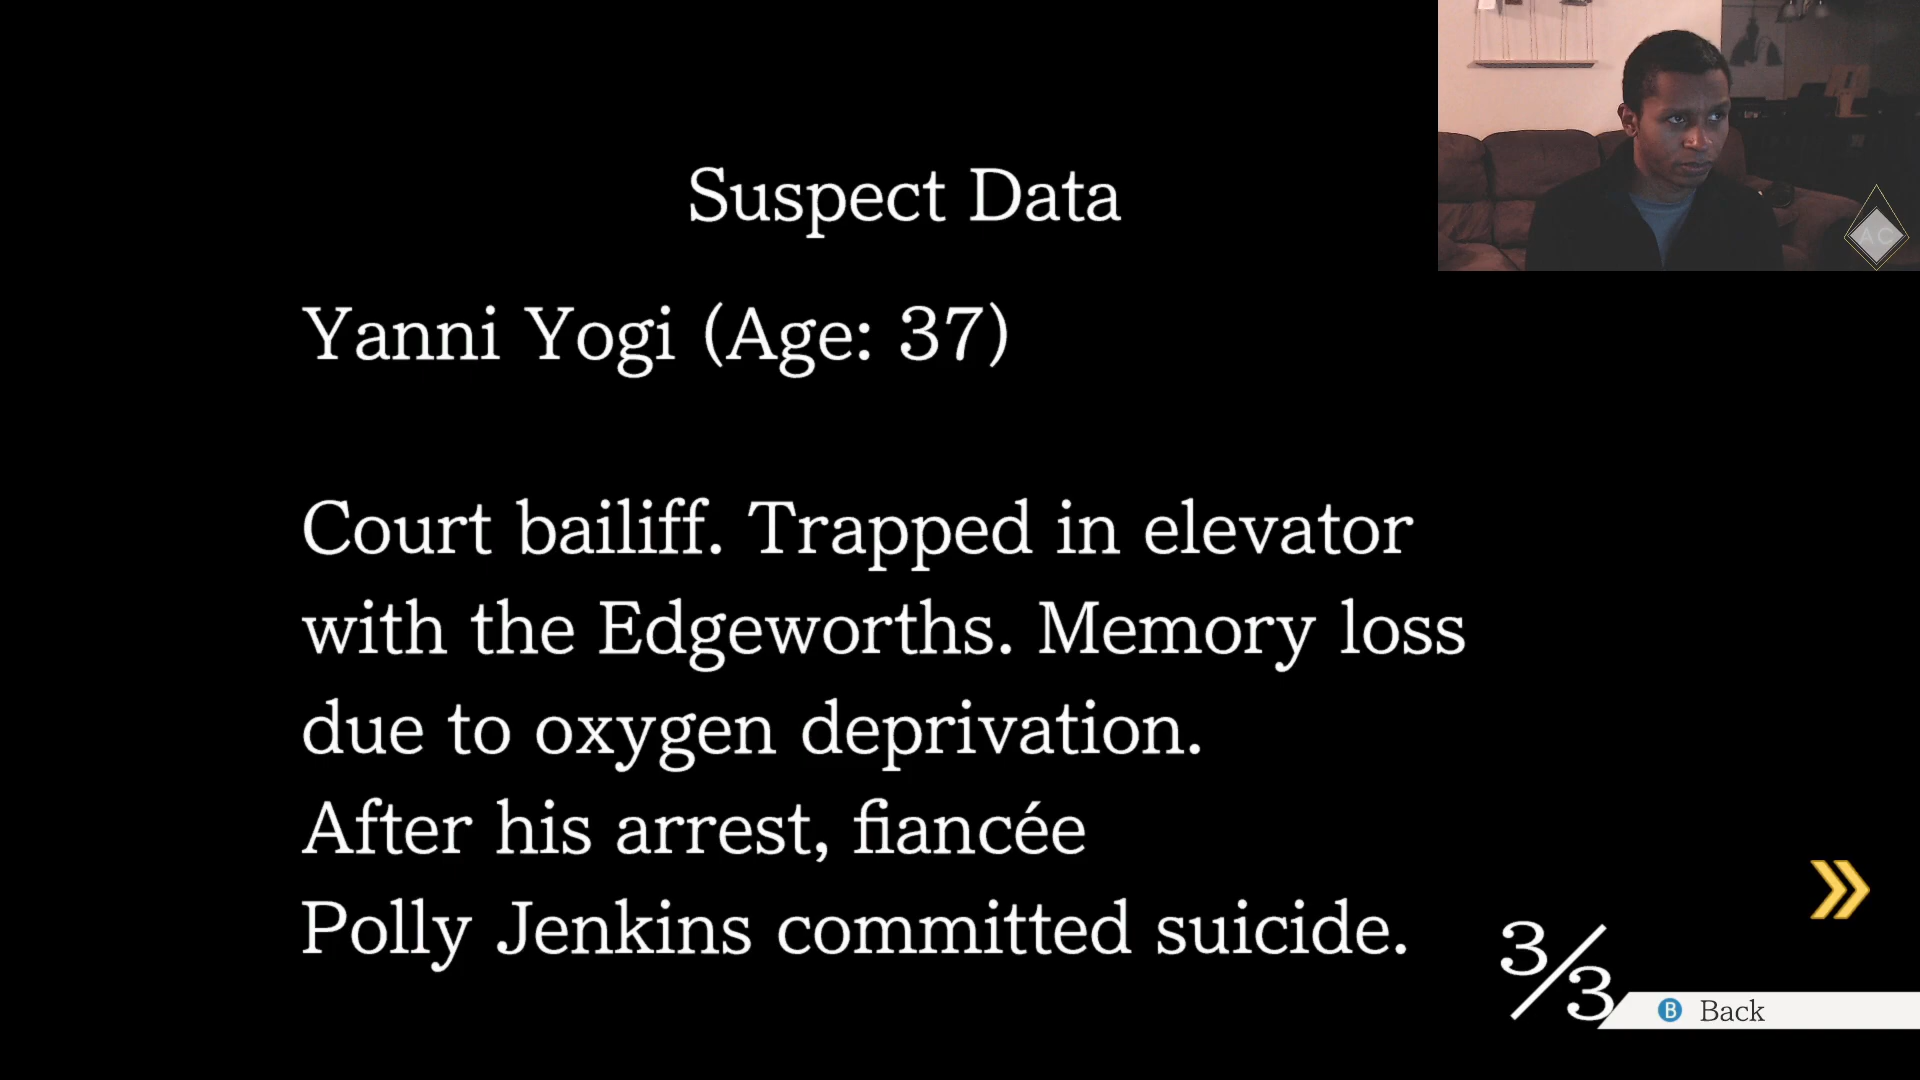 Suspect Data
Yanni Yogi (Age: 37)
Court bailiff. Trapped in elevator
with the Edgeworths. Memory loss
due to oxygen deprivation.
After his arrest, fiancée
Polly Jenkins committed suicide.
3/3
B Back
AC